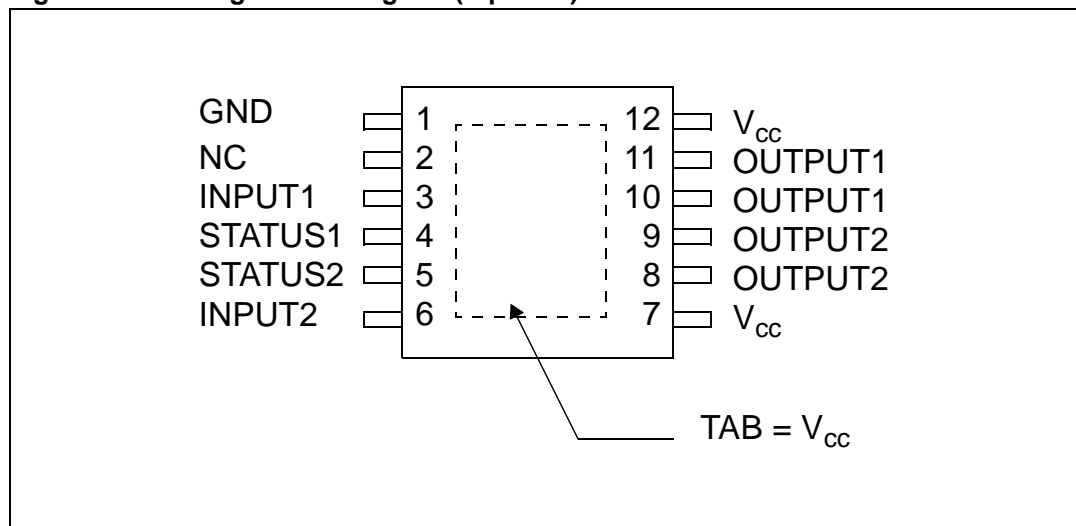 GND 1 12 Vcc
NC 2 11 OUTPUT1
INPUT1 3 10 OUTPUT1
STATUS1 4 9 OUTPUT2
STATUS2 5 8 OUTPUT2
INPUT2 6 7 Vcc
TAB = Vcc